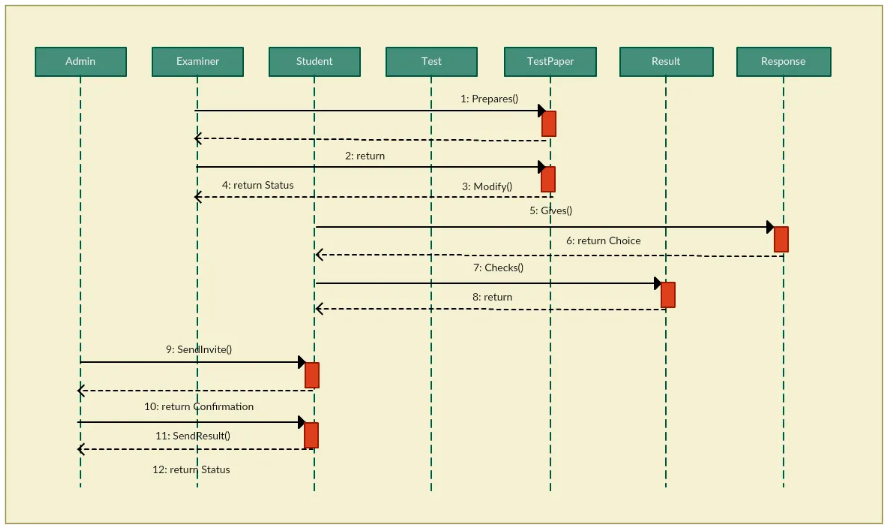 Admin
Examiner
Student
Test
TestPaper
Result
Response
1: Prepares()
2: return
4: return Status
3: Modify()
5: Gives()
6: return Choice
7: Checks()
8: return
9: SendInvite()
10: return Confirmation
11: SendResult()
12: return Status